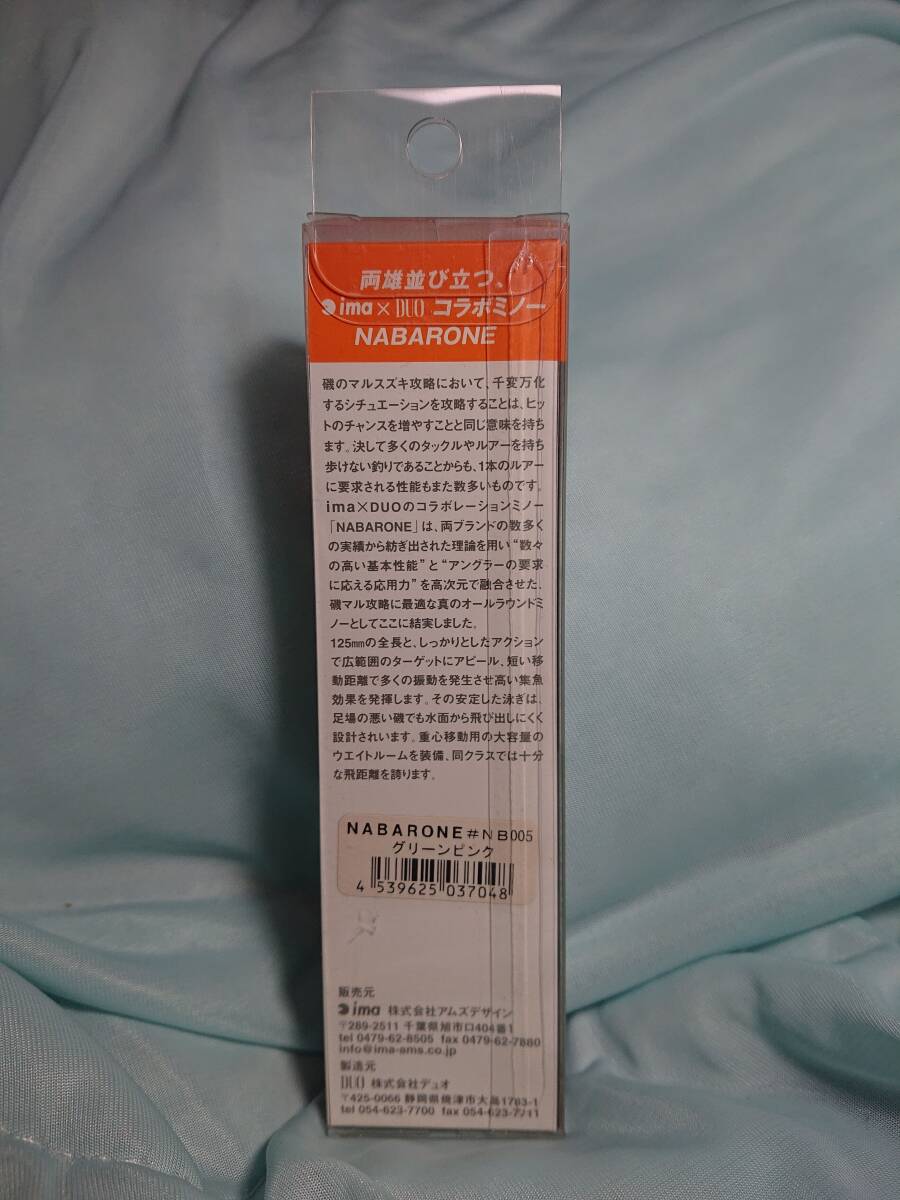 両雄並び立つ、
ima×DUO コラボミノー
NABARONE
磯のマルスズキ攻略において、千変万化
するシチュエーションを攻略することは、ヒッ
トのチャンスを増やすことと同じ意味を持ち
ます。決して多くのタックルやルアーを持ち
歩けない釣りであることからも、1本のルアー
に要求される性能もまた数多いものです。
ima×DUOのコラボレーションミノー
「NABARONE」は、両ブランドの数多く
の実績から紡ぎ出された理論を用い“数々
の高い基本性能”と“アングラーの要求
に応える応用力”を高次元で融合させた、
磯マル攻略に最適な真のオールラウンドミ
ノーとしてここに結実しました。
125㎜の全長と、しっかりとしたアクション
で広範囲のターゲットにアピール、短い移
動距離で多くの振動を発生させ高い集魚
効果を発揮します。その安定した泳ぎは、
足場の悪い磯でも水面から飛び出しにくく
設計されいます。重心移動用の大容量の
ウエイトルームを装備、同クラスでは十分
な飛距離を誇ります。
NABARONE#NB005
グリーンピンク
4 539625 037048
販売元
ima 株式会社アムズデザイン
〒289-2511 千葉県旭市口404番1
tel 0479-62-8505 fax 0479-62-7880
info@ima-ams.co.jp
製造元
DUO 株式会社デュオ
〒425-0066 静岡県焼津市大島1783-1
tel 054-623-7700 fax 054-623-7711